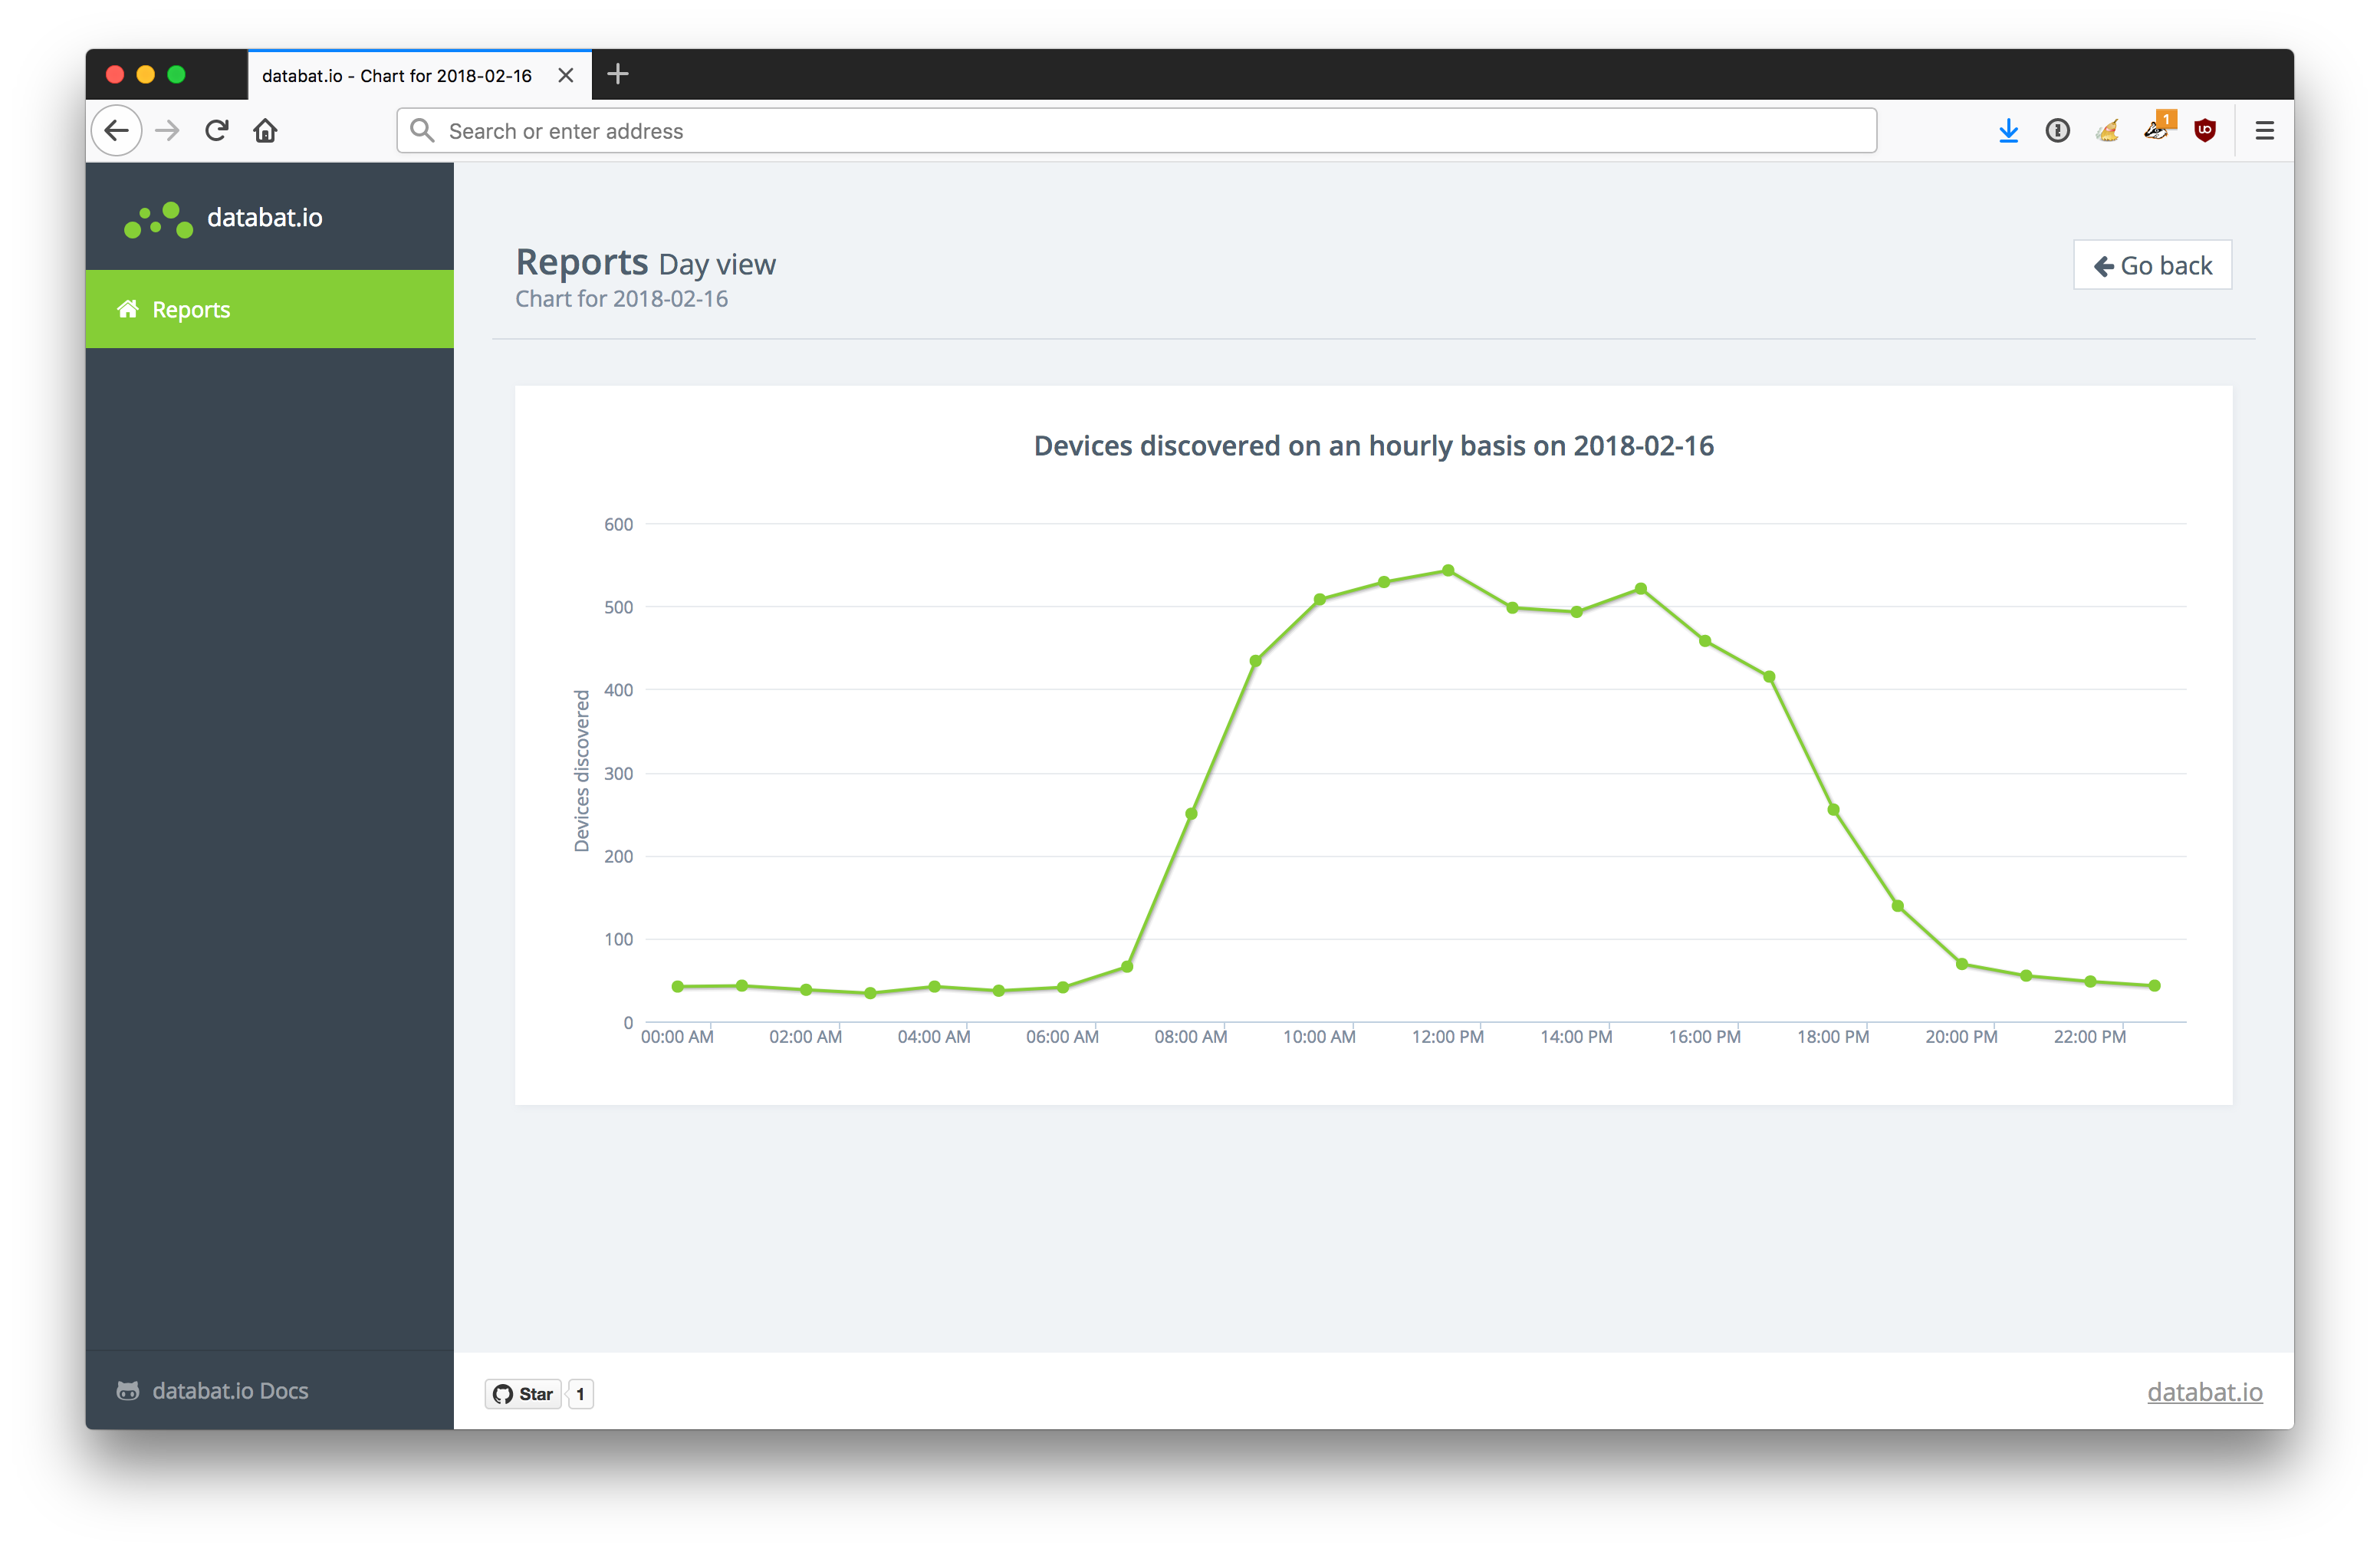 databat.io - Chart for 2018-02-16
Search or enter address
1
databat.io
Reports
Reports Day view
Chart for 2018-02-16
Go back
Devices discovered on an hourly basis on 2018-02-16
Devices discovered
600
500
400
300
200
100
0
00:00 AM 02:00 AM 04:00 AM 06:00 AM 08:00 AM 10:00 AM 12:00 PM 14:00 PM 16:00 PM 18:00 PM 20:00 PM 22:00 PM
databat.io Docs
Star 1
databat.io